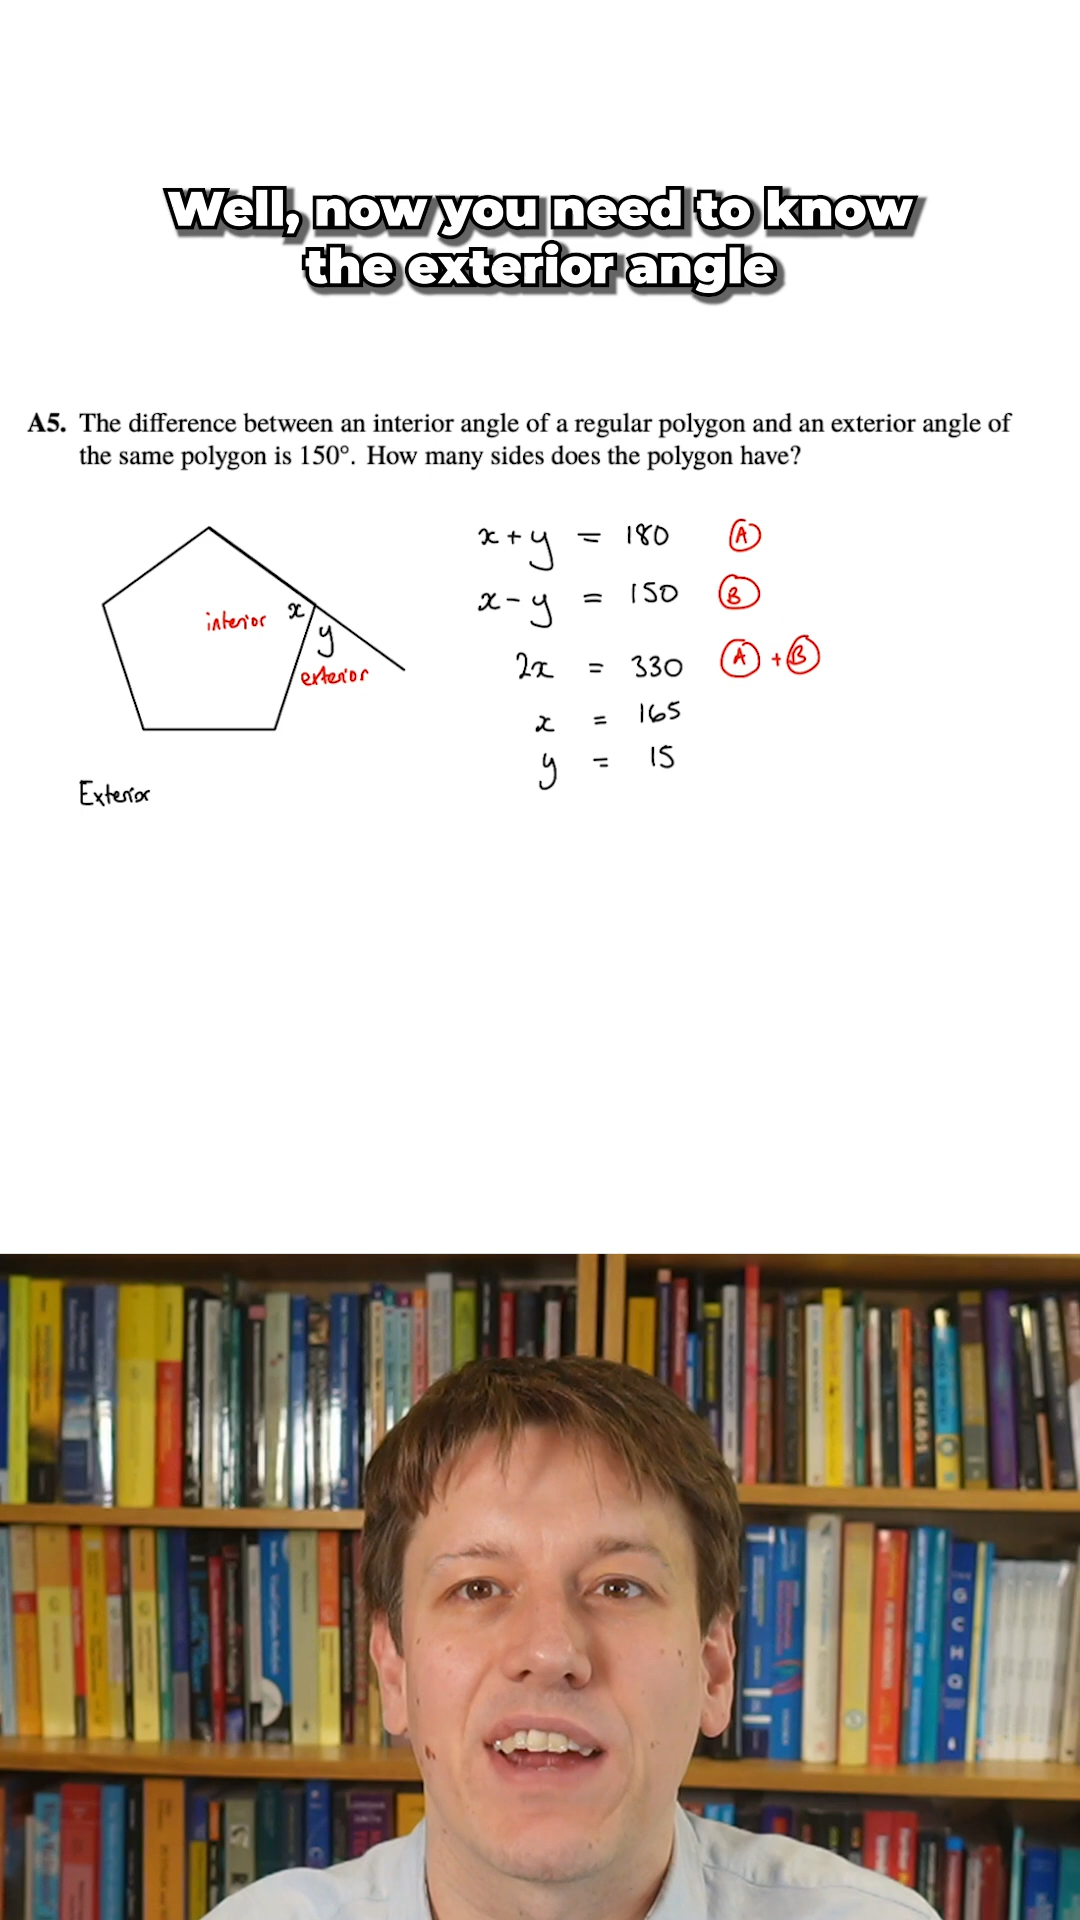 Well, now you need to know
the exterior angle
A5. The difference between an interior angle of a regular polygon and an exterior angle of
the same polygon is 150°. How many sides does the polygon have?
x + y = 180 Ⓐ
x - y = 150 Ⓑ
interior x
y
exterior
2x = 330 Ⓐ + Ⓑ
x = 165
y = 15
Exterior
CHAOS
GCHQ